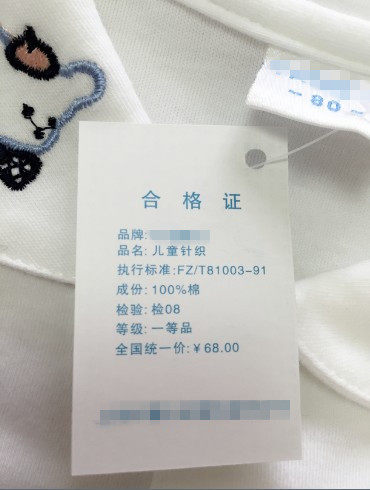 80
合格证
品牌:
品名: 儿童针织
执行标准:FZ/T81003-91
成份: 100%棉
检验: 检08
等级: 一等品
全国统一价:￥68.00